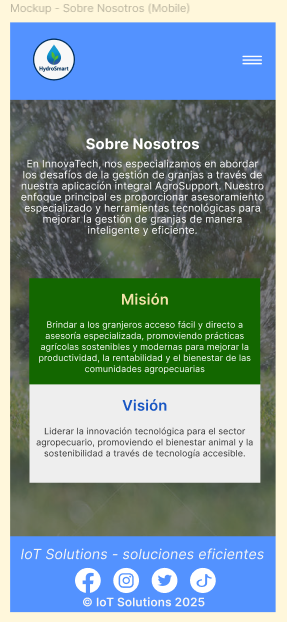 Mockup - Sobre Nosotros (Mobile)
HydroSmart
Sobre Nosotros
En InnovaTech, nos especializamos en abordar
los desafíos de la gestión de granjas a través de
nuestra aplicación integral AgroSupport. Nuestro
enfoque principal es proporcionar asesoramiento
especializado y herramientas tecnológicas para
mejorar la gestión de granjas de manera
inteligente y eficiente.
Misión
Brindar a los granjeros acceso fácil y directo a
asesoría especializada, promoviendo prácticas
agrícolas sostenibles y modernas para mejorar la
productividad, la rentabilidad y el bienestar de las
comunidades agropecuarias
Visión
Liderar la innovación tecnológica para el sector
agropecuario, promoviendo el bienestar animal y la
sostenibilidad a través de tecnología accesible.
IoT Solutions - soluciones eficientes
© IoT Solutions 2025